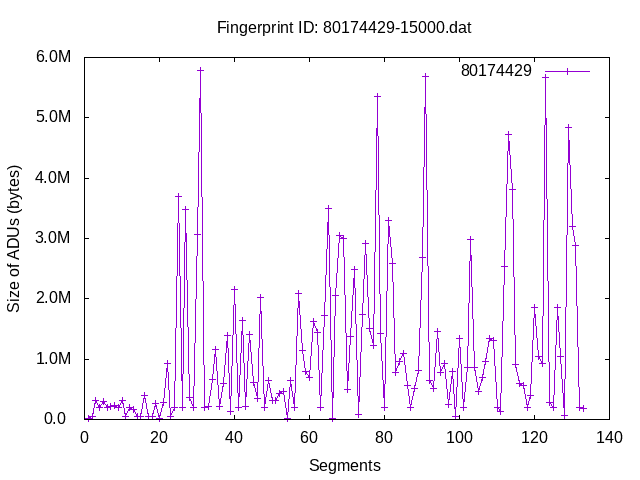 Fingerprint ID: 80174429-15000.dat
6.0M
80174429
5.0M
4.0M
3.0M
2.0M
1.0M
0.0
Size of ADUs (bytes)
0 20 40 60 80 100 120 140
Segments